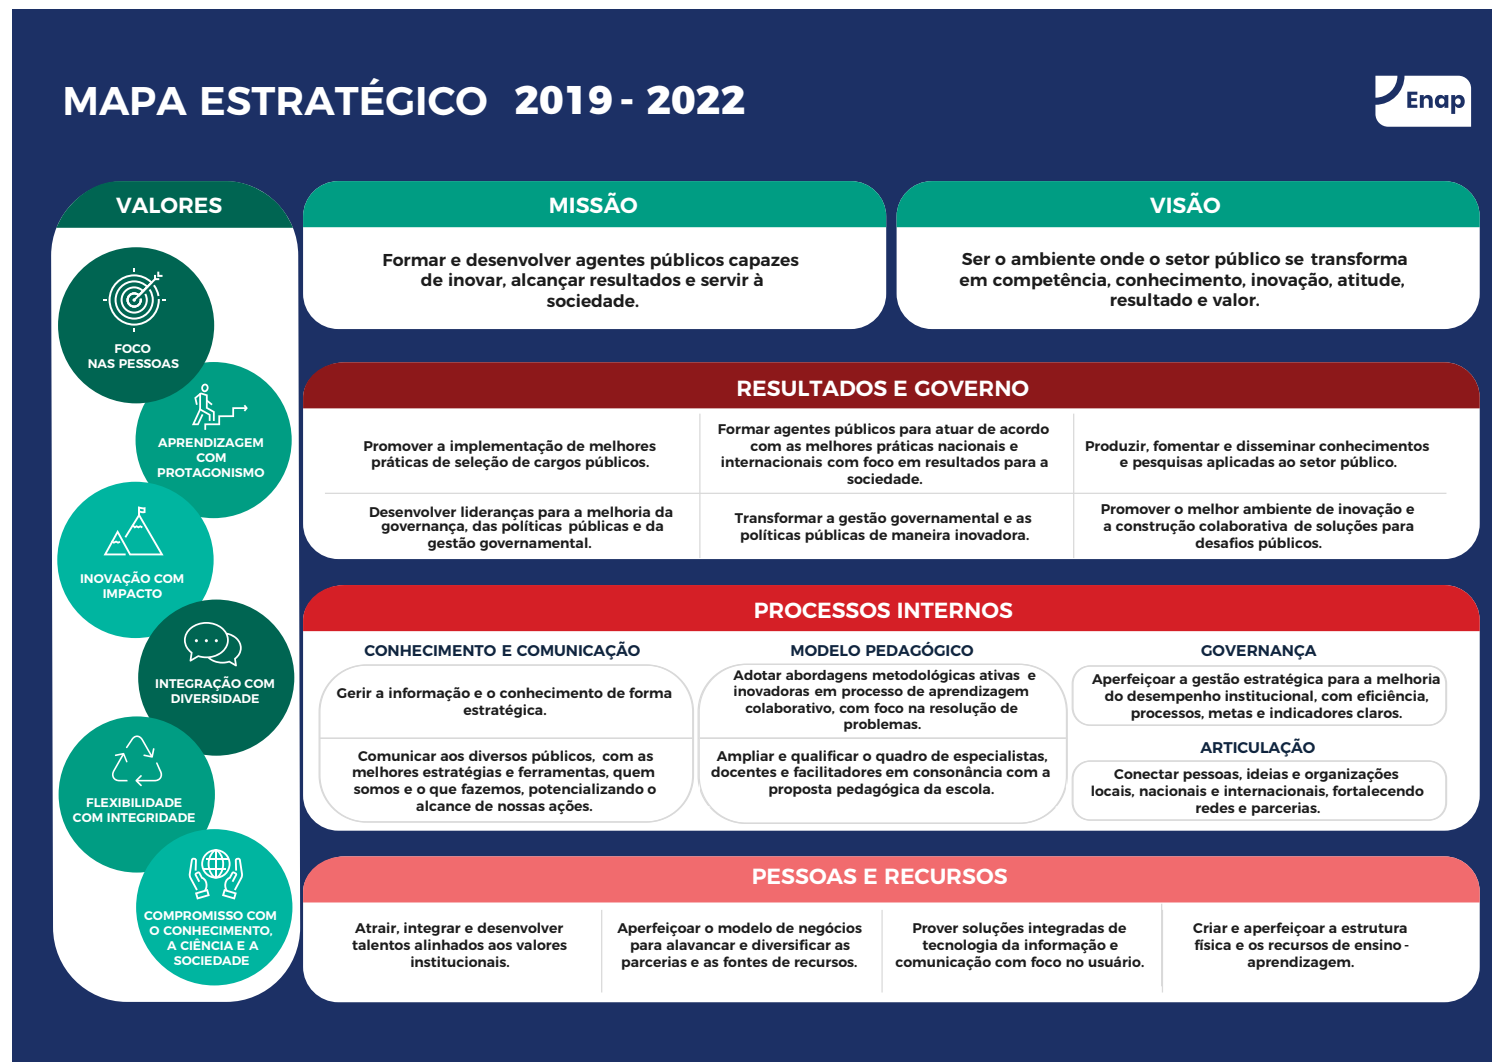 MAPA ESTRATÉGICO 2019 - 2022
Enap
VALORES
FOCO
NAS PESSOAS
APRENDIZAGEM
COM
PROTAGONISMO
INOVAÇÃO COM
IMPACTO
INTEGRAÇÃO COM
DIVERSIDADE
FLEXIBILIDADE
COM INTEGRIDADE
COMPROMISSO COM
O CONHECIMENTO,
A CIÊNCIA E A
SOCIEDADE
MISSÃO
Formar e desenvolver agentes públicos capazes
de inovar, alcançar resultados e servir à
sociedade.
VISÃO
Ser o ambiente onde o setor público se transforma
em competência, conhecimento, inovação, atitude,
resultado e valor.
RESULTADOS E GOVERNO
Promover a implementação de melhores
práticas de seleção de cargos públicos.
Formar agentes públicos para atuar de acordo
com as melhores práticas nacionais e
internacionais com foco em resultados para a
sociedade.
Produzir, fomentar e disseminar conhecimentos
e pesquisas aplicadas ao setor público.
Desenvolver lideranças para a melhoria da
governança, das políticas públicas e da
gestão governamental.
Transformar a gestão governamental e as
políticas públicas de maneira inovadora.
Promover o melhor ambiente de inovação e
a construção colaborativa de soluções para
desafios públicos.
PROCESSOS INTERNOS
CONHECIMENTO E COMUNICAÇÃO
Gerir a informação e o conhecimento de forma
estratégica.
Comunicar aos diversos públicos, com as
melhores estratégias e ferramentas, quem
somos e o que fazemos, potencializando o
alcance de nossas ações.
MODELO PEDAGÓGICO
Adotar abordagens metodológicas ativas e
inovadoras em processo de aprendizagem
colaborativo, com foco na resolução de
problemas.
Ampliar e qualificar o quadro de especialistas,
docentes e facilitadores em consonância com a
proposta pedagógica da escola.
GOVERNANÇA
Aperfeiçoar a gestão estratégica para a melhoria
do desempenho institucional, com eficiência,
processos, metas e indicadores claros.
ARTICULAÇÃO
Conectar pessoas, ideias e organizações
locais, nacionais e internacionais, fortalecendo
redes e parcerias.
PESSOAS E RECURSOS
Atrair, integrar e desenvolver
talentos alinhados aos valores
institucionais.
Aperfeiçoar o modelo de negócios
para alavancar e diversificar as
parcerias e as fontes de recursos.
Prover soluções integradas de
tecnologia da informação e
comunicação com foco no usuário.
Criar e aperfeiçoar a estrutura
física e os recursos de ensino -
aprendizagem.